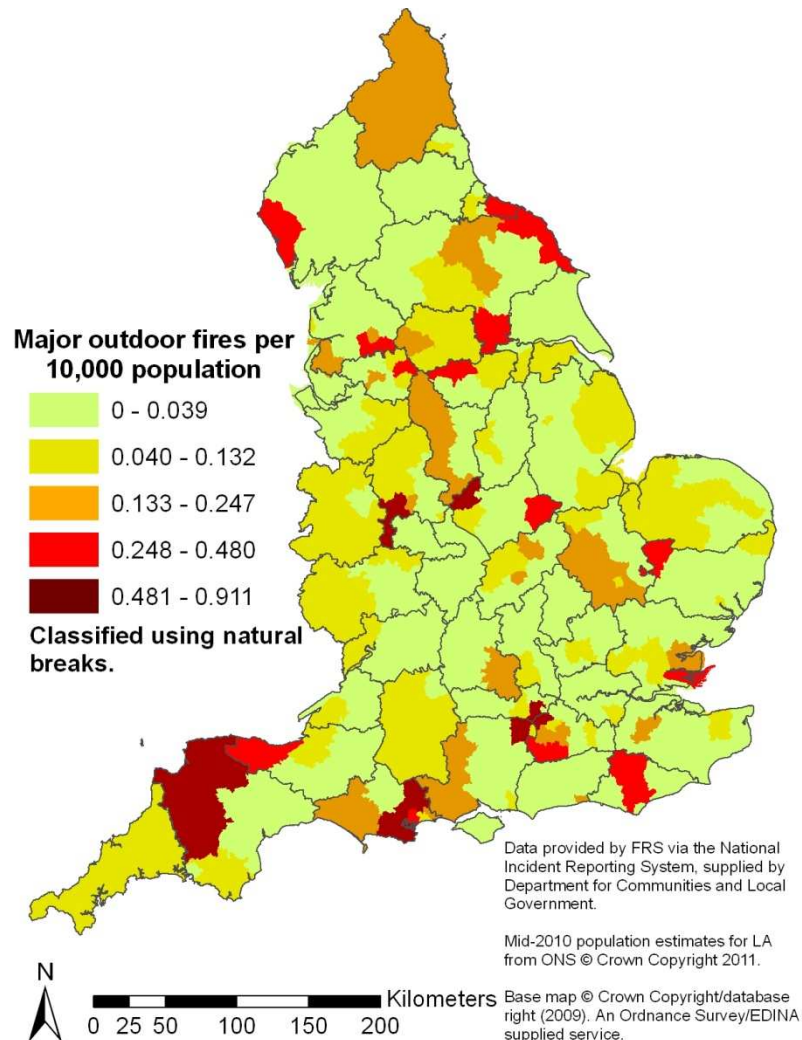 Major outdoor fires per
10,000 population
0 - 0.039
0.040 - 0.132
0.133 - 0.247
0.248 - 0.480
0.481 - 0.911
Classified using natural
breaks.
Data provided by FRS via the National
Incident Reporting System, supplied by
Department for Communities and Local
Government.
Mid-2010 population estimates for LA
from ONS © Crown Copyright 2011.
Base map © Crown Copyright/database
right (2009). An Ordnance Survey/EDINA
supplied service.
N
Kilometers
0 25 50 100 150 200